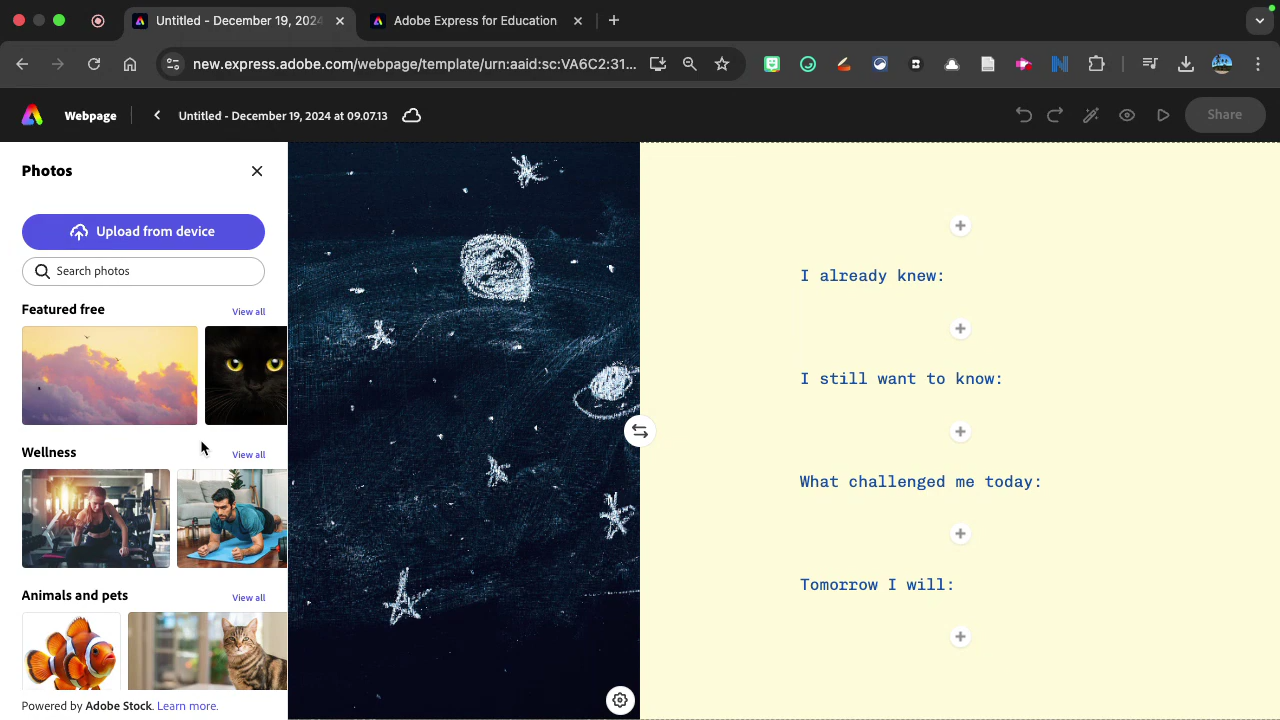 Untitled - December 19, 2024
Adobe Express for Education
new.express.adobe.com/webpage/template/urn:aaid:sc:VA6C2:31...
Webpage
Untitled - December 19, 2024 at 09.07.13
Share
Photos
Upload from device
Search photos
Featured free
View all
Wellness
View all
Animals and pets
View all
Powered by Adobe Stock. Learn more.
I already knew:
I still want to know:
What challenged me today:
Tomorrow I will: